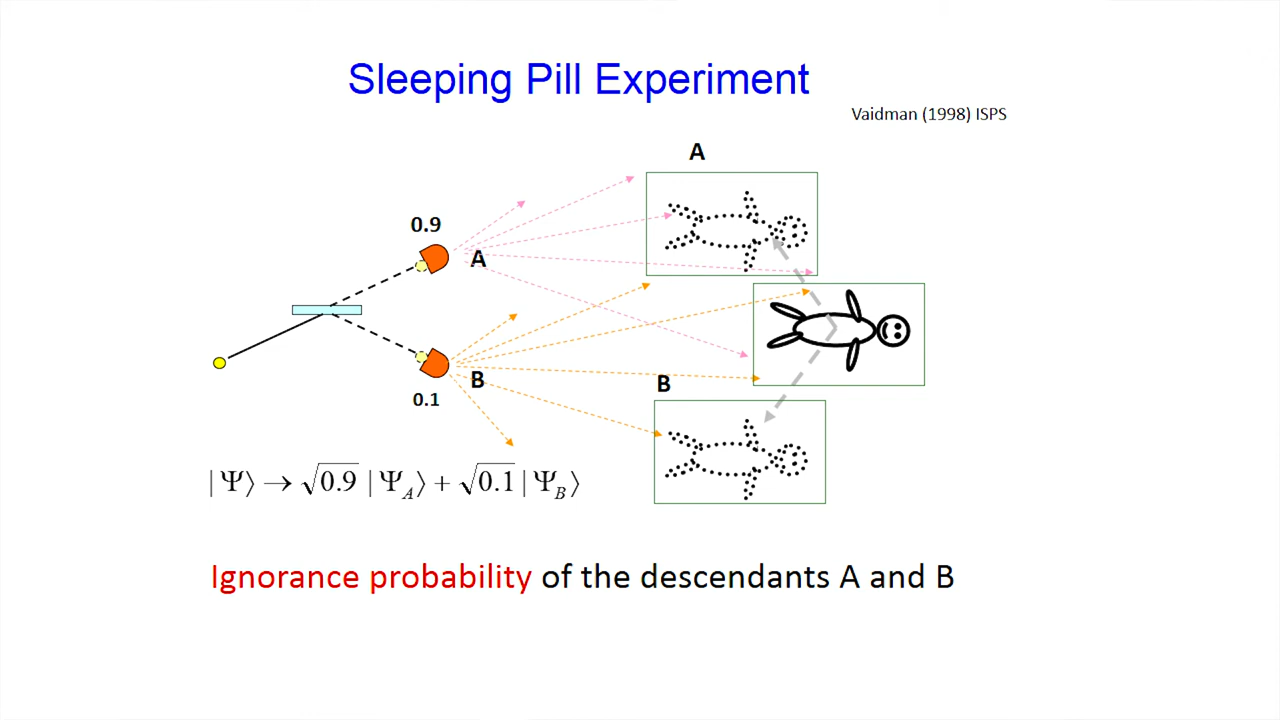 Sleeping Pill Experiment
Vaidman (1998) ISPS
A
0.9
A
B
B
0.1
|Ψ⟩→√0.9 |Ψ_A⟩+√0.1 |Ψ_B⟩
Ignorance probability of the descendants A and B